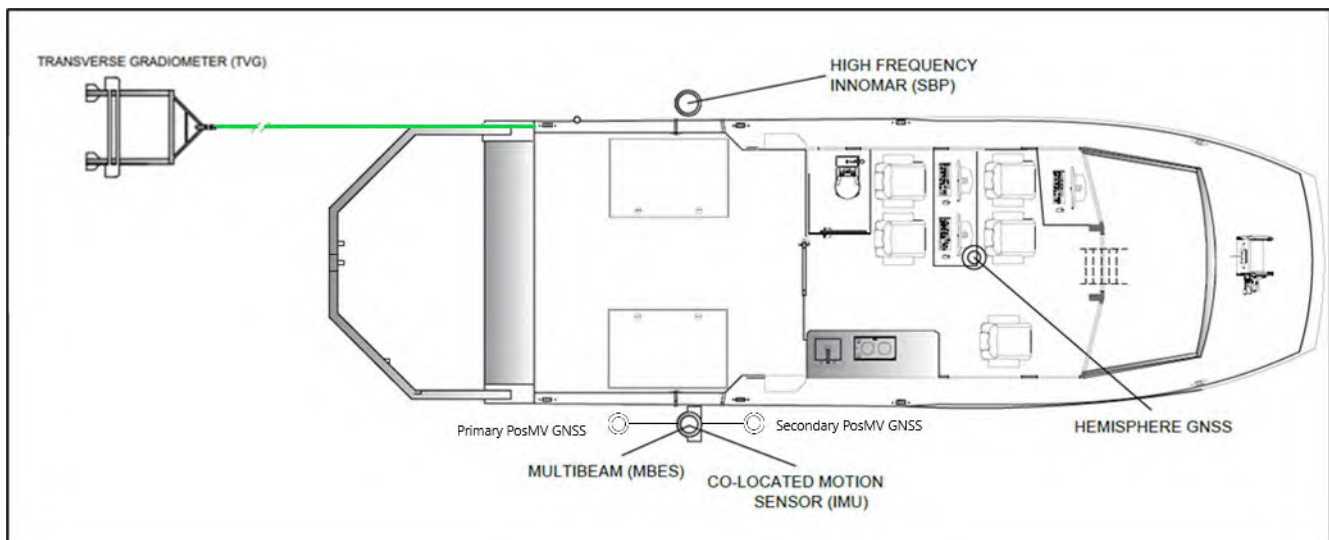 TRANSVERSE GRADIOMETER (TVG)
HIGH FREQUENCY
INNOMAR (SBP)
Primary PosMV GNSS
Secondary PosMV GNSS
HEMISPHERE GNSS
MULTIBEAM (MBES)
CO-LOCATED MOTION
SENSOR (IMU)